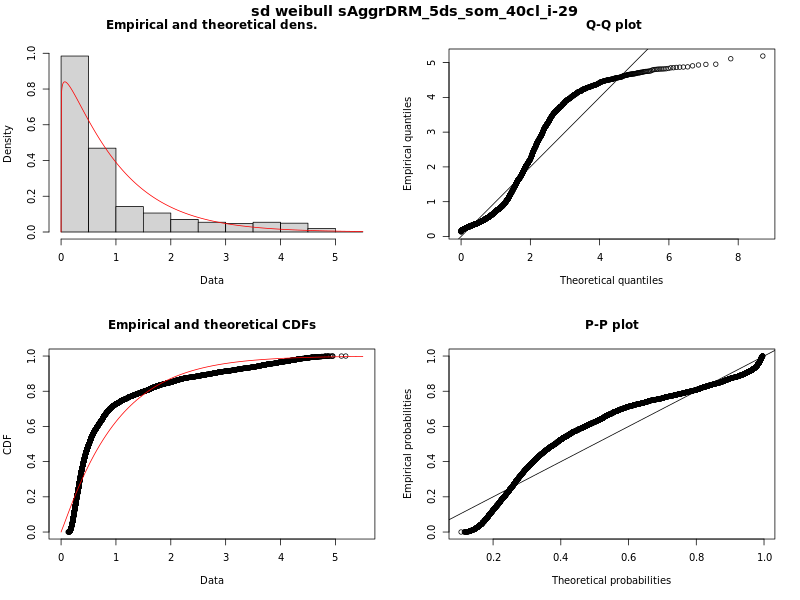 sd weibull sAggrDRM_5ds_som_40cl_i-29
Empirical and theoretical dens.
Density
0.0 0.2 0.4 0.6 0.8 1.0
0 1 2 3 4 5
Data
Q-Q plot
Empirical quantiles
0 1 2 3 4 5
0 2 4 6 8
Theoretical quantiles
Empirical and theoretical CDFs
CDF
0.0 0.2 0.4 0.6 0.8 1.0
0 1 2 3 4 5
Data
P-P plot
Empirical probabilities
0.0 0.2 0.4 0.6 0.8 1.0
0.2 0.4 0.6 0.8 1.0
Theoretical probabilities